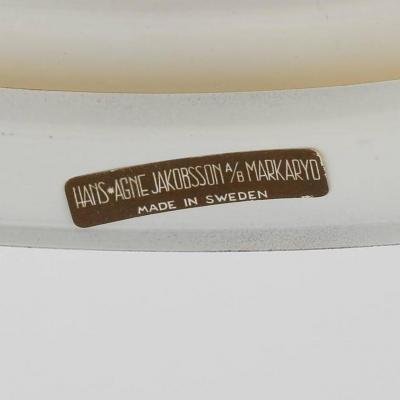 HANS*AGNE JAKOBSSON A/B MARKARYD
MADE IN SWEDEN